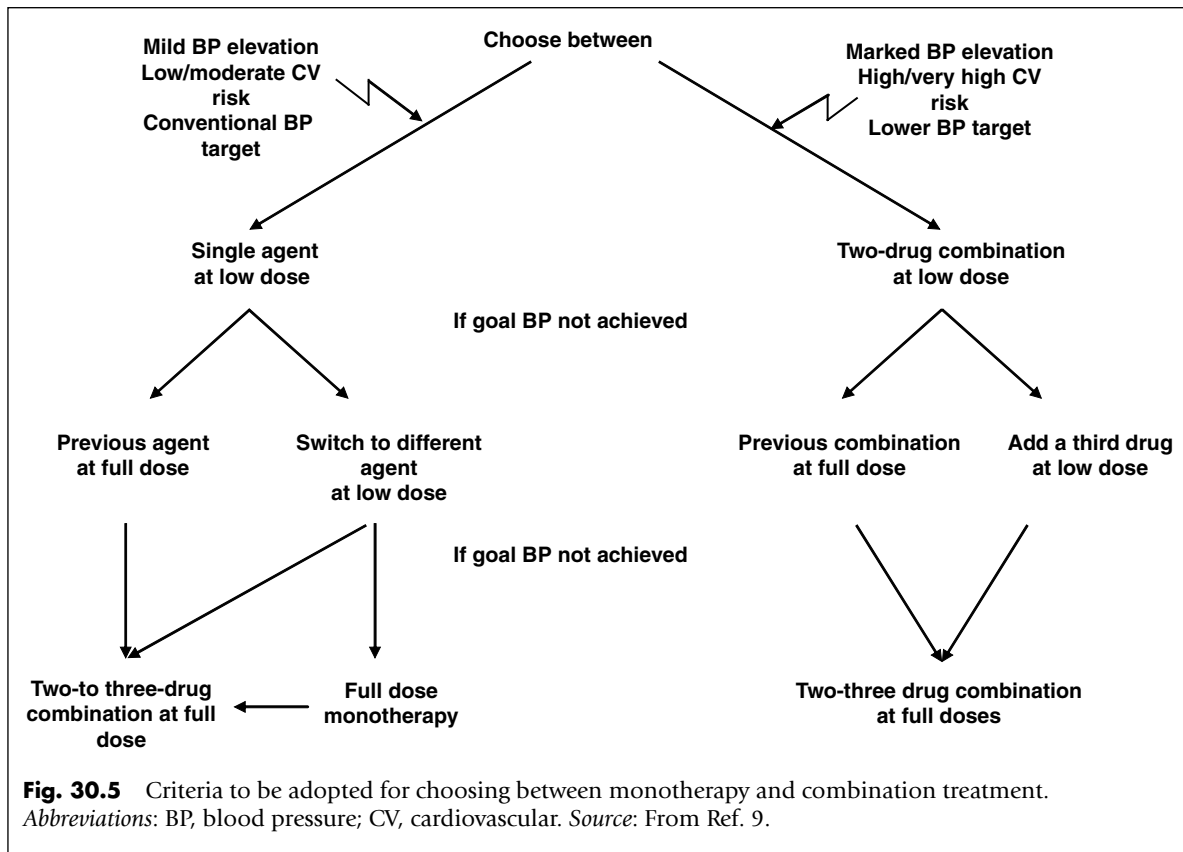 Choose between
Mild BP elevation
Low/moderate CV
risk
Conventional BP
target
Marked BP elevation
High/very high CV
risk
Lower BP target
Single agent
at low dose
Two-drug combination
at low dose
If goal BP not achieved
Previous agent
at full dose
Switch to different
agent
at low dose
Previous combination
at full dose
Add a third drug
at low dose
If goal BP not achieved
Two-to three-drug
combination at full
dose
Full dose
monotherapy
Two-three drug combination
at full doses
Fig. 30.5 Criteria to be adopted for choosing between monotherapy and combination treatment.
Abbreviations: BP, blood pressure; CV, cardiovascular. Source: From Ref. 9.